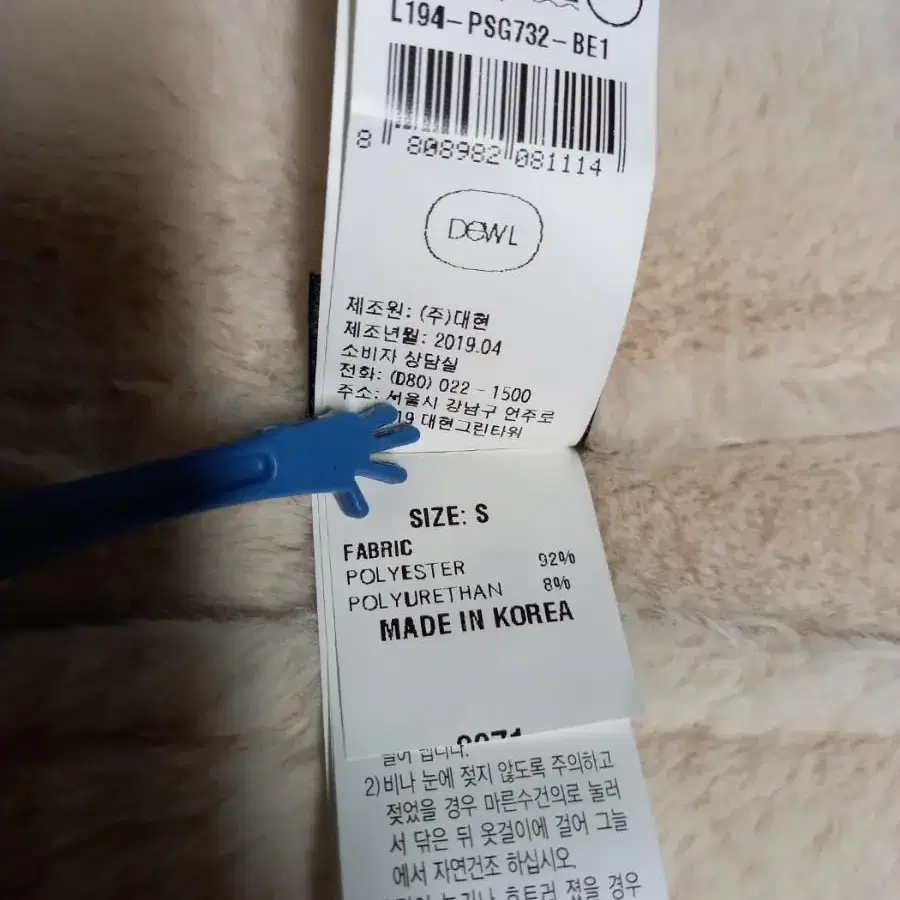 L194-PSG732-BE1
8 808982 081114
DEWL
제조원: (주)대현
제조년월: 2019.04
소비자 상담실
전화: (080) 022-1500
주소: 서울시 강남구 언주로
대현그린타워
SIZE: S
FABRIC
POLYESTER 92%
POLYURETHAN 8%
MADE IN KOREA
2)비나 눈에 젖지 않도록 주의하고
젖었을 경우 마른수건의로 눌러
서 닦은 뒤 옷걸이에 걸어 그늘
에서 자연건조 하십시오.
경우